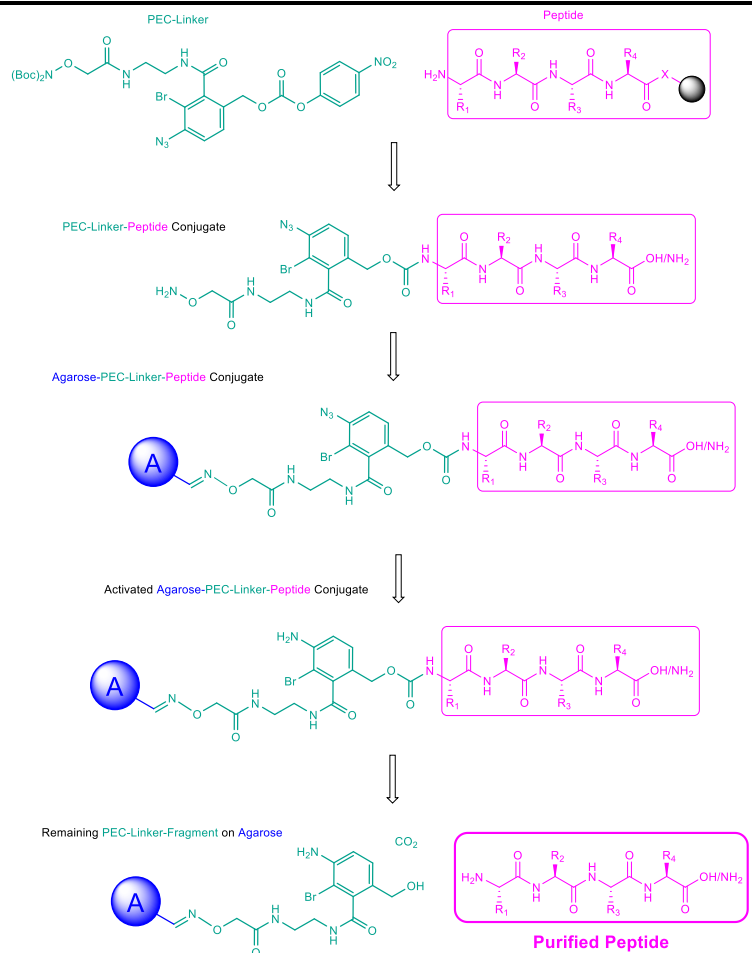 PEC-Linker
Peptide
(Boc)₂N O O N H H N O Br N₃ O O O NO₂
H₂N R₁ O N H R₂ O H N R₃ O N H R₄ O X
PEC-Linker-Peptide Conjugate
N₃ Br O O H N R₁ O N H R₂ O H N R₃ O N H R₄ O OH/NH₂
H₂N O O H N N H O
Agarose-PEC-Linker-Peptide Conjugate
N₃ Br O O H N R₁ O N H R₂ O H N R₃ O N H R₄ O OH/NH₂
A N O O H N N H O
Activated Agarose-PEC-Linker-Peptide Conjugate
H₂N Br O O H N R₁ O N H R₂ O H N R₃ O N H R₄ O OH/NH₂
A N O O H N N H O
Remaining PEC-Linker-Fragment on Agarose
CO₂
H₂N Br OH
A N O O H N N H O
H₂N R₁ O N H R₂ O H N R₃ O N H R₄ O OH/NH₂
Purified Peptide